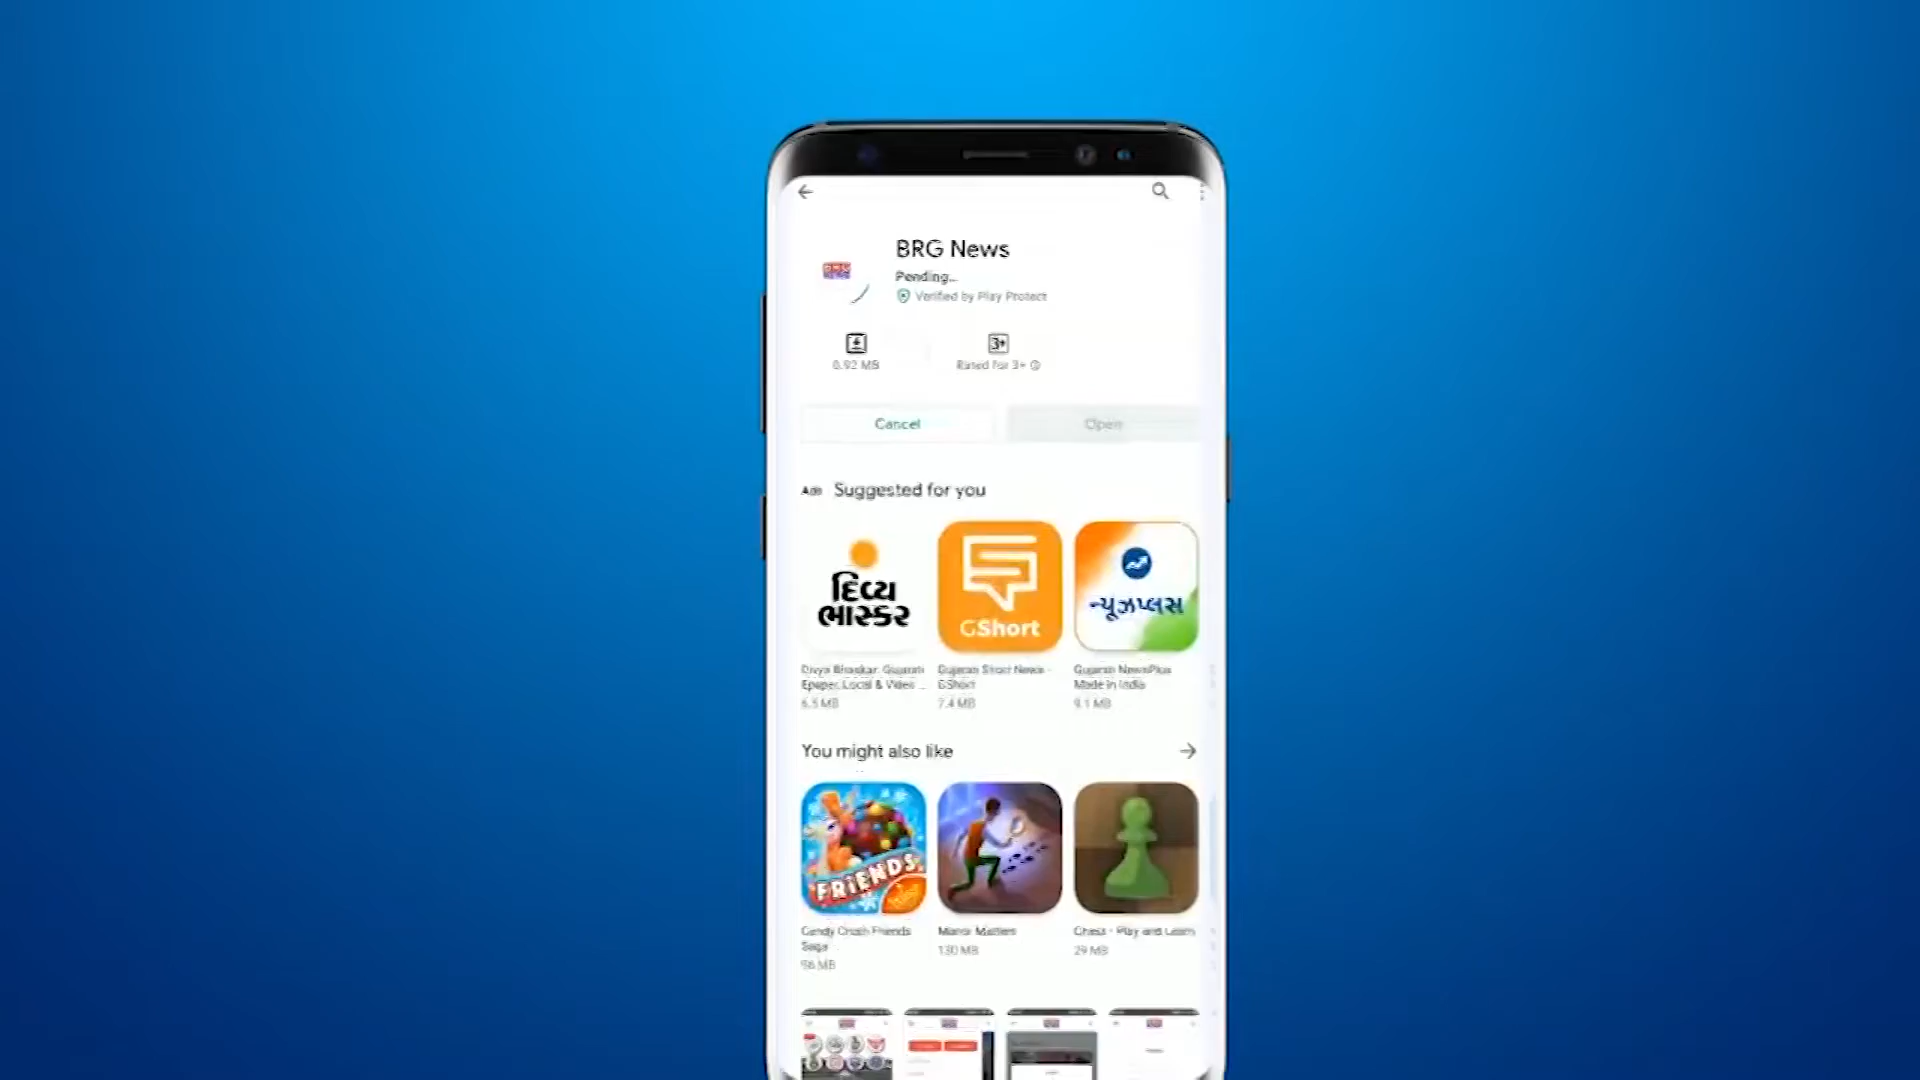 BRG News
Pending...
Verified by Play Protect
0.92 MB
3+
Rated for 3+
Cancel
Open
Ads Suggested for you
દિવ્ય
ભાસ્કર
GShort
ન્યૂઝપ્લસ
Divya Bhaskar: Gujarati
Epaper, Local & Video ...
6.5 MB
Gujarati Short News -
GShort
7.4 MB
Gujarati NewsPlus
Made in India
9.1 MB
You might also like
FRIENDS
Candy Crush Friends
Saga
96 MB
Manor Matters
130 MB
Chess - Play and Learn
29 MB